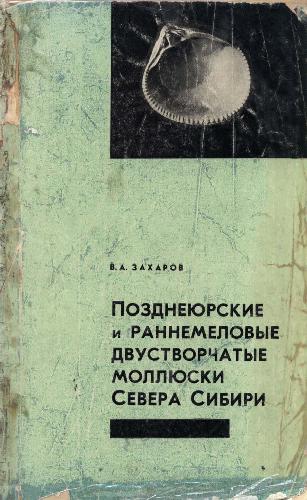 В. А. ЗАХАРОВ
ПОЗДНЕЮРСКИЕ
И РАННЕМЕЛОВЫЕ
ДВУСТВОРЧАТЫЕ
МОЛЛЮСКИ
СЕВЕРА СИБИРИ